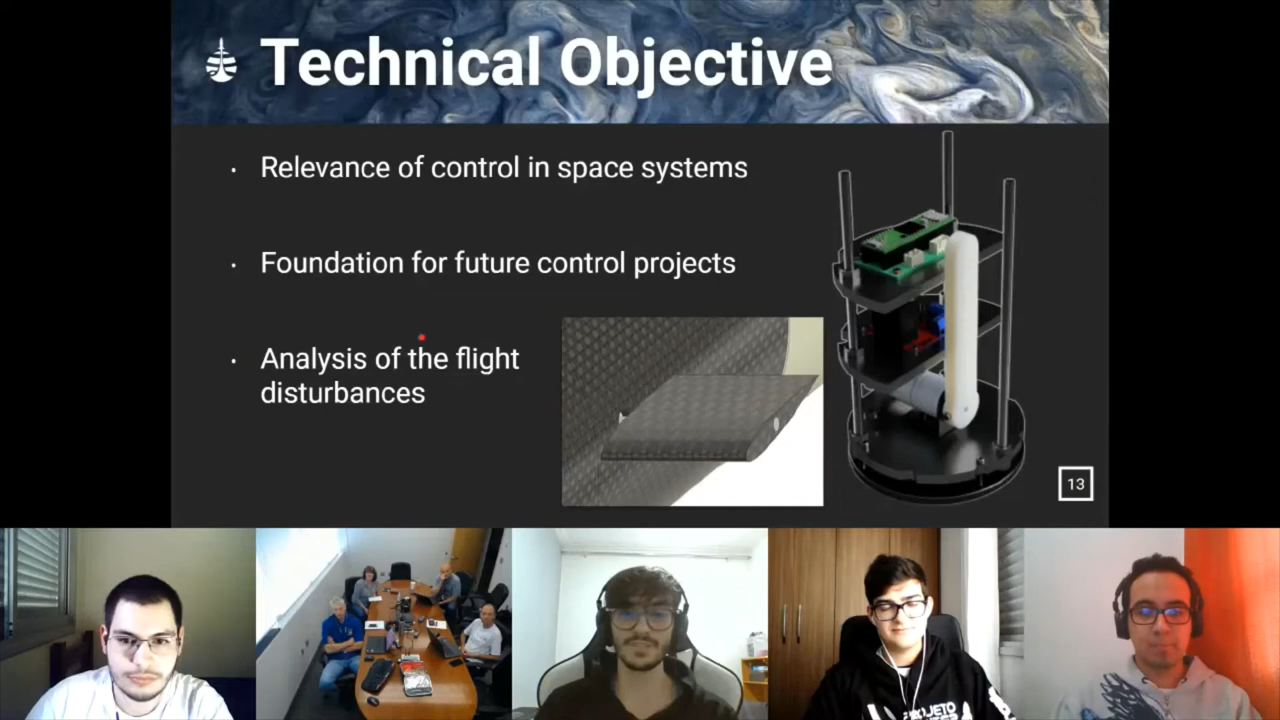 Technical Objective
· Relevance of control in space systems
· Foundation for future control projects
· Analysis of the flight
disturbances
13
PROJETO